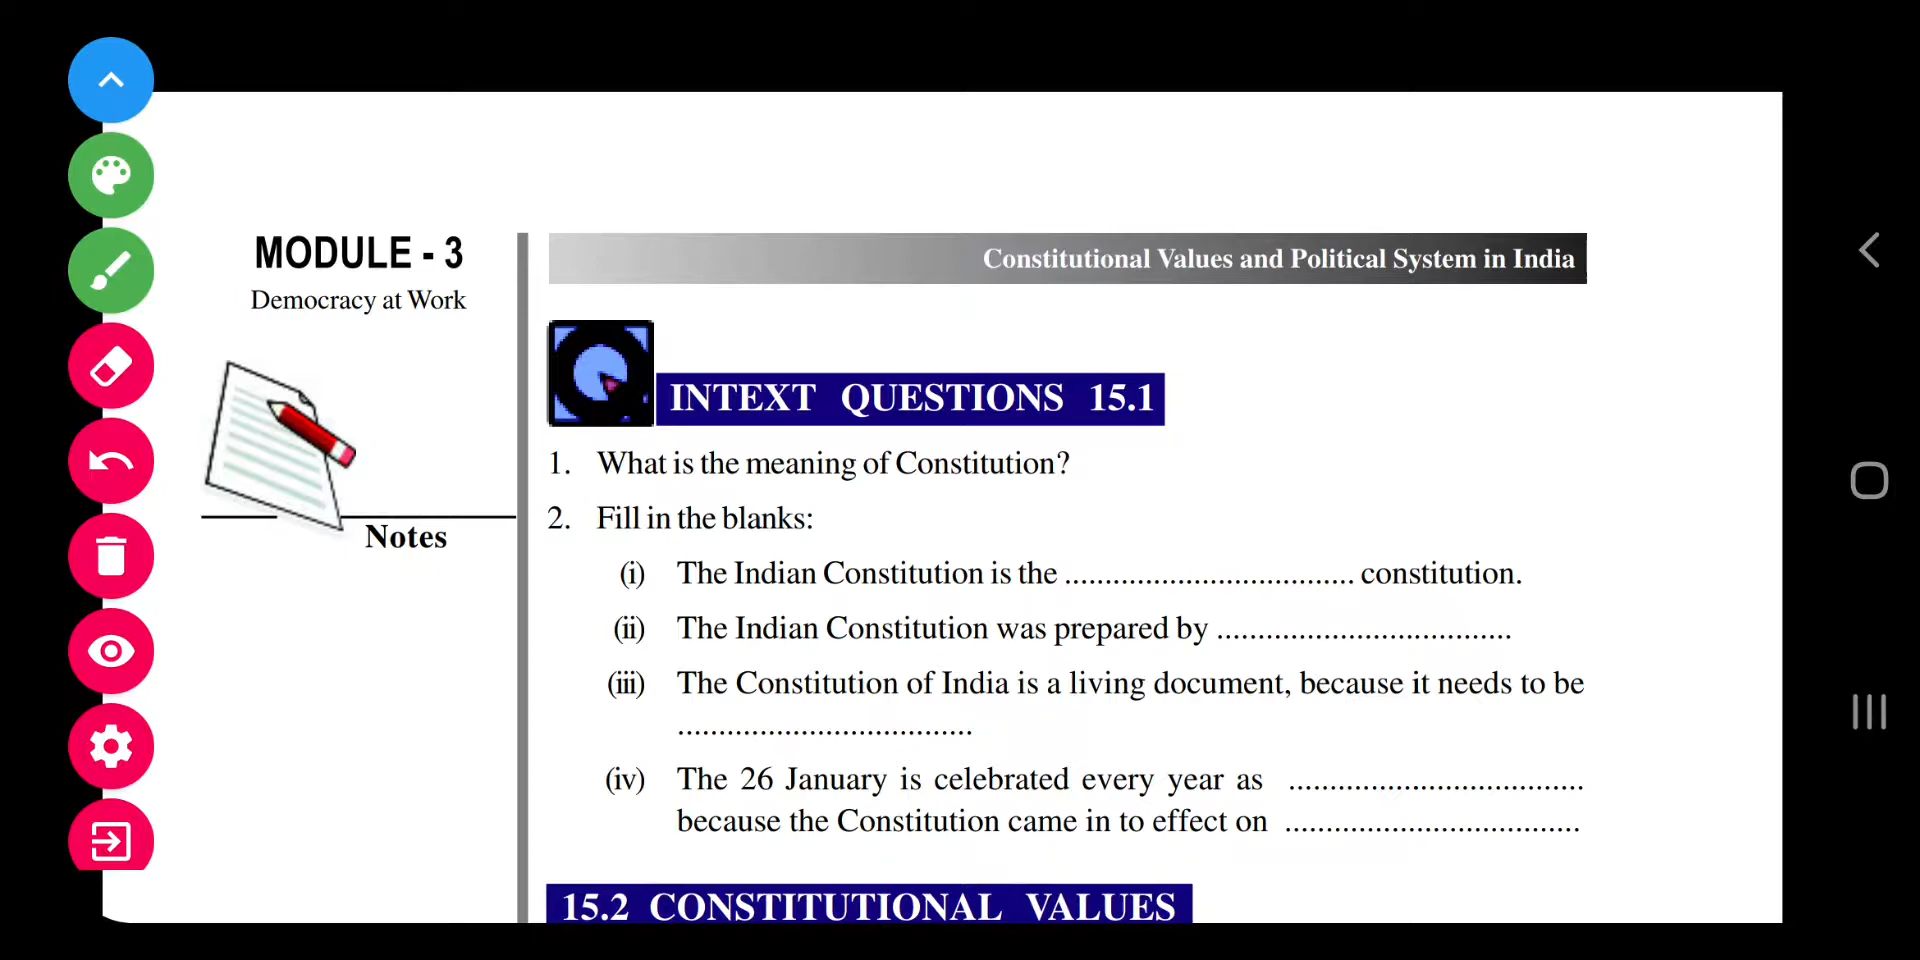 MODULE - 3
Democracy at Work
Notes
Constitutional Values and Political System in India
INTEXT QUESTIONS 15.1
1. What is the meaning of Constitution?
2. Fill in the blanks:
(i) The Indian Constitution is the .................................. constitution.
(ii) The Indian Constitution was prepared by ...................................
(iii) The Constitution of India is a living document, because it needs to be
...................................
(iv) The 26 January is celebrated every year as ...................................
because the Constitution came in to effect on ...................................
15.2 CONSTITUTIONAL VALUES